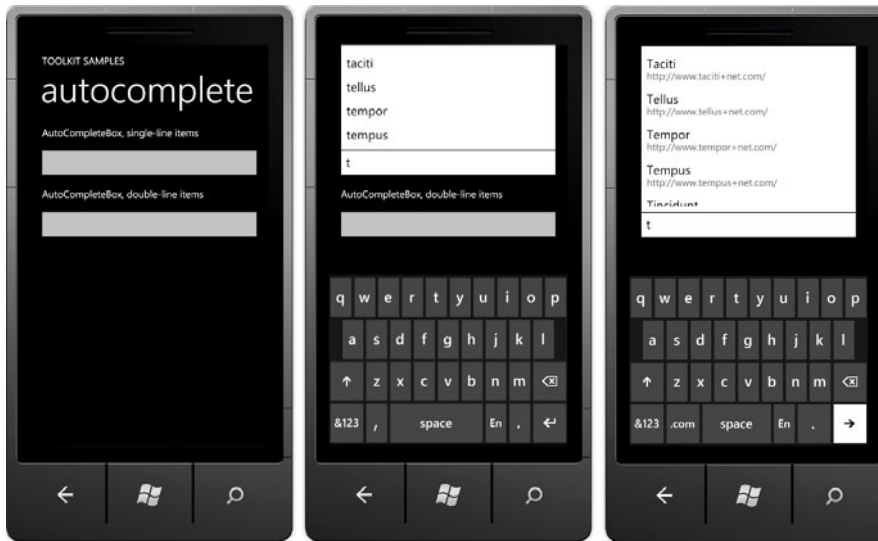 TOOLKIT SAMPLES
autocomplete
AutoCompleteBox, single-line items
AutoCompleteBox, double-line items
taciti
tellus
tempor
tempus
t
AutoCompleteBox, double-line items
q w e r t y u i o p
a s d f g h j k l
z x c v b n m
&123 , space En .
Taciti
http://www.taciti+net.com/
Tellus
http://www.tellus+net.com/
Tempor
http://www.tempor+net.com/
Tempus
http://www.tempus+net.com/
Tincidunt
t
q w e r t y u i o p
a s d f g h j k l
z x c v b n m
&123 .com space En .